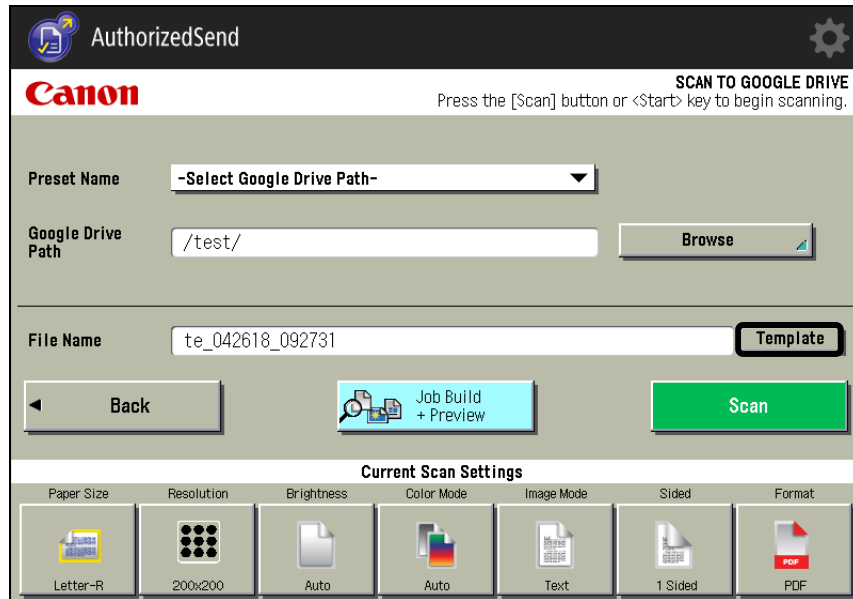 AuthorizedSend
Canon
SCAN TO GOOGLE DRIVE
Press the [Scan] button or <Start> key to begin scanning.
Preset Name
-Select Google Drive Path-
Google Drive
Path
/test/
Browse
File Name
te_042618_092731
Template
Back
Job Build
+ Preview
Scan
Current Scan Settings
Paper Size
Resolution
Brightness
Color Mode
Image Mode
Sided
Format
PDF
Letter-R
200x200
Auto
Auto
Text
1 Sided
PDF